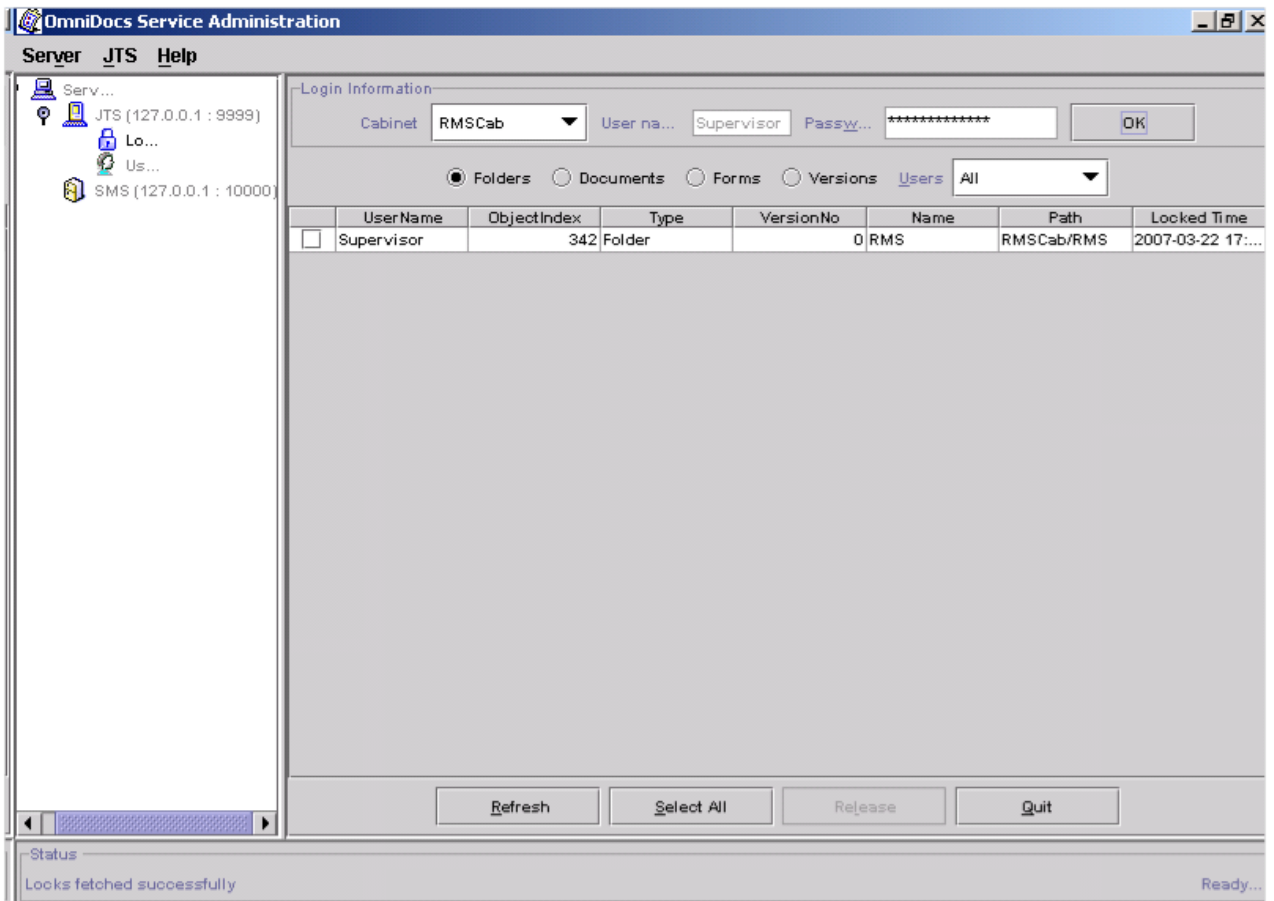 OmniDocs Service Administration
Server JTS Help
Serv...
JTS (127.0.0.1 : 9999)
Lo...
Us...
SMS (127.0.0.1 : 10000)
Login Information
Cabinet RMSCab User na... Supervisor Passw... ************* OK
Folders Documents Forms Versions Users All
UserName ObjectIndex Type VersionNo Name Path Locked Time
Supervisor 342 Folder 0 RMS RMSCab/RMS 2007-03-22 17:...
Refresh Select All Release Quit
Status
Locks fetched successfully Ready...